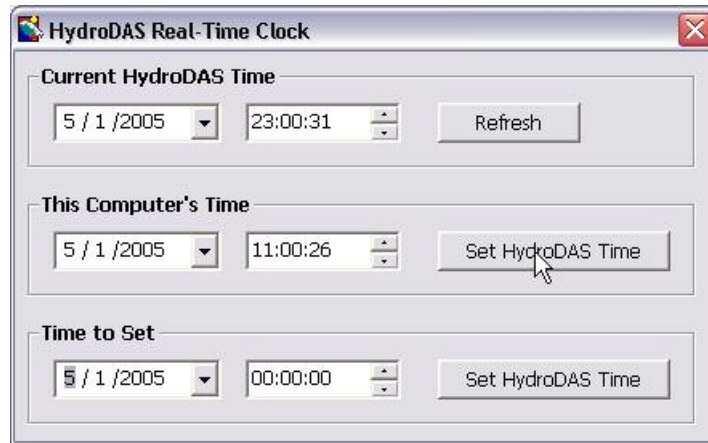 HydroDAS Real-Time Clock
Current HydroDAS Time
5 / 1 /2005 23:00:31 Refresh
This Computer's Time
5 / 1 /2005 11:00:26 Set HydroDAS Time
Time to Set
5 / 1 /2005 00:00:00 Set HydroDAS Time